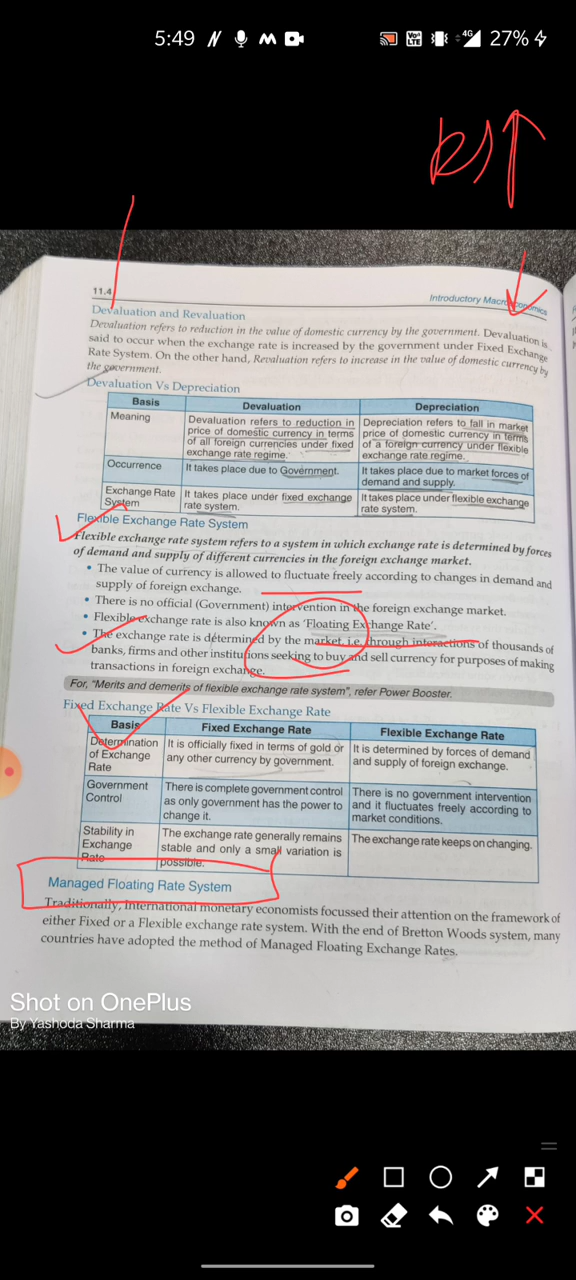 5:49
Vo LTE
4G
27%
11.4
Introductory Macroeconomics
Devaluation and Revaluation
Devaluation refers to reduction in the value of domestic currency by the government. Devaluation is
said to occur when the exchange rate is increased by the government under Fixed Exchange
Rate System. On the other hand, Revaluation refers to increase in the value of domestic currency by
the government.
Devaluation Vs Depreciation
Basis Devaluation Depreciation
Meaning
Devaluation refers to reduction in
price of domestic currency in terms
of all foreign currencies under fixed
exchange rate regime.
Depreciation refers to fall in market
price of domestic currency in terms
of a foreign currency under flexible
exchange rate regime.
Occurrence
It takes place due to Government.
It takes place due to market forces of
demand and supply.
Exchange Rate
System
It takes place under fixed exchange
rate system.
It takes place under flexible exchange
rate system.
Flexible Exchange Rate System
Flexible exchange rate system refers to a system in which exchange rate is determined by forces
of demand and supply of different currencies in the foreign exchange market.
• The value of currency is allowed to fluctuate freely according to changes in demand and
supply of foreign exchange.
• There is no official (Government) intervention in the foreign exchange market.
• Flexible exchange rate is also known as 'Floating Exchange Rate'.
• The exchange rate is determined by the market, i.e. through interactions of thousands of
banks, firms and other institutions seeking to buy and sell currency for purposes of making
transactions in foreign exchange.
For, "Merits and demerits of flexible exchange rate system", refer Power Booster.
Fixed Exchange Rate Vs Flexible Exchange Rate
Basis Fixed Exchange Rate Flexible Exchange Rate
Determination
of Exchange
Rate
It is officially fixed in terms of gold or
any other currency by government.
It is determined by forces of demand
and supply of foreign exchange.
Government
Control
There is complete government control
as only government has the power to
change it.
There is no government intervention
and it fluctuates freely according to
market conditions.
Stability in
Exchange
Rate
The exchange rate generally remains
stable and only a small variation is
possible.
The exchange rate keeps on changing.
Managed Floating Rate System
Traditionally, International monetary economists focussed their attention on the framework of
either Fixed or a Flexible exchange rate system. With the end of Bretton Woods system, many
countries have adopted the method of Managed Floating Exchange Rates.
Shot on OnePlus
By Yashoda Sharma